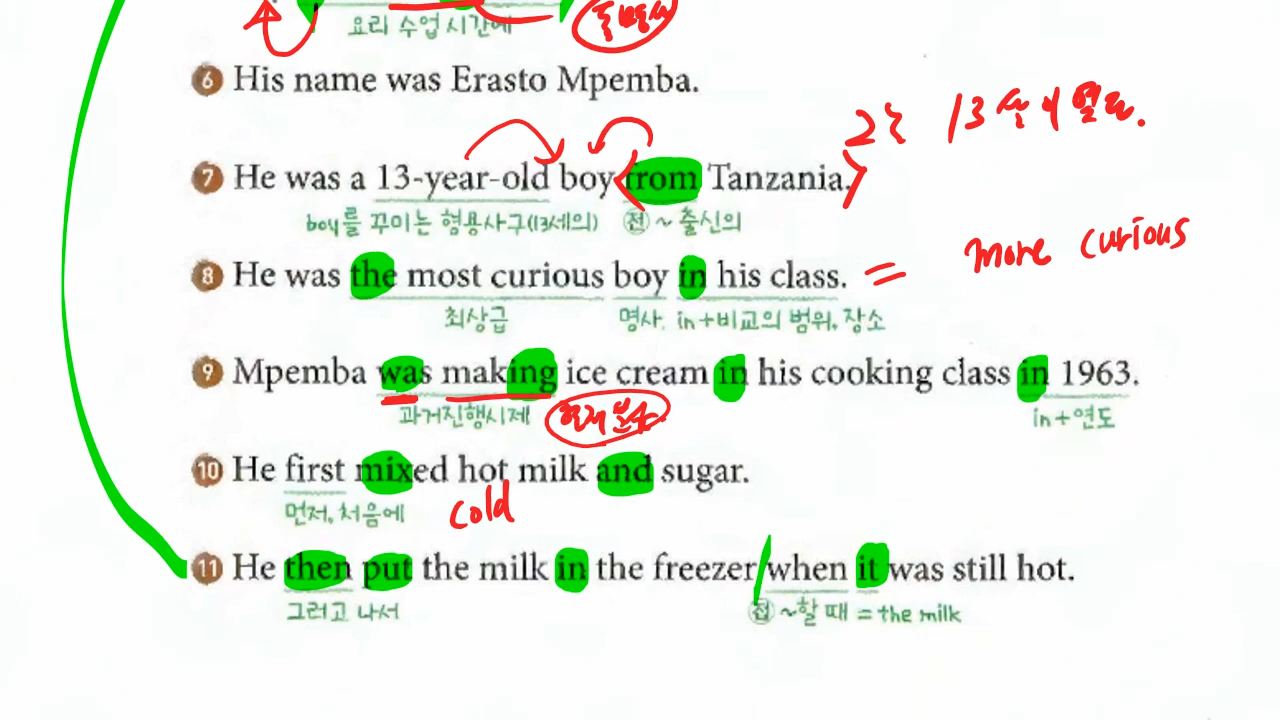 요리 수업 시간에
6 His name was Erasto Mpemba.
7 He was a 13-year-old boy from Tanzania.
boy를 꾸미는 형용사구(13세의) 전 ~ 출신의
more curious
8 He was the most curious boy in his class. =
최상급 명사. in+비교의 범위, 장소
9 Mpemba was making ice cream in his cooking class in 1963.
과거진행시제 현재분사 in+연도
10 He first mixed hot milk and sugar.
먼저, 처음에 cold
11 He then put the milk in the freezer when it was still hot.
그러고 나서 접 ~할 때 = the milk